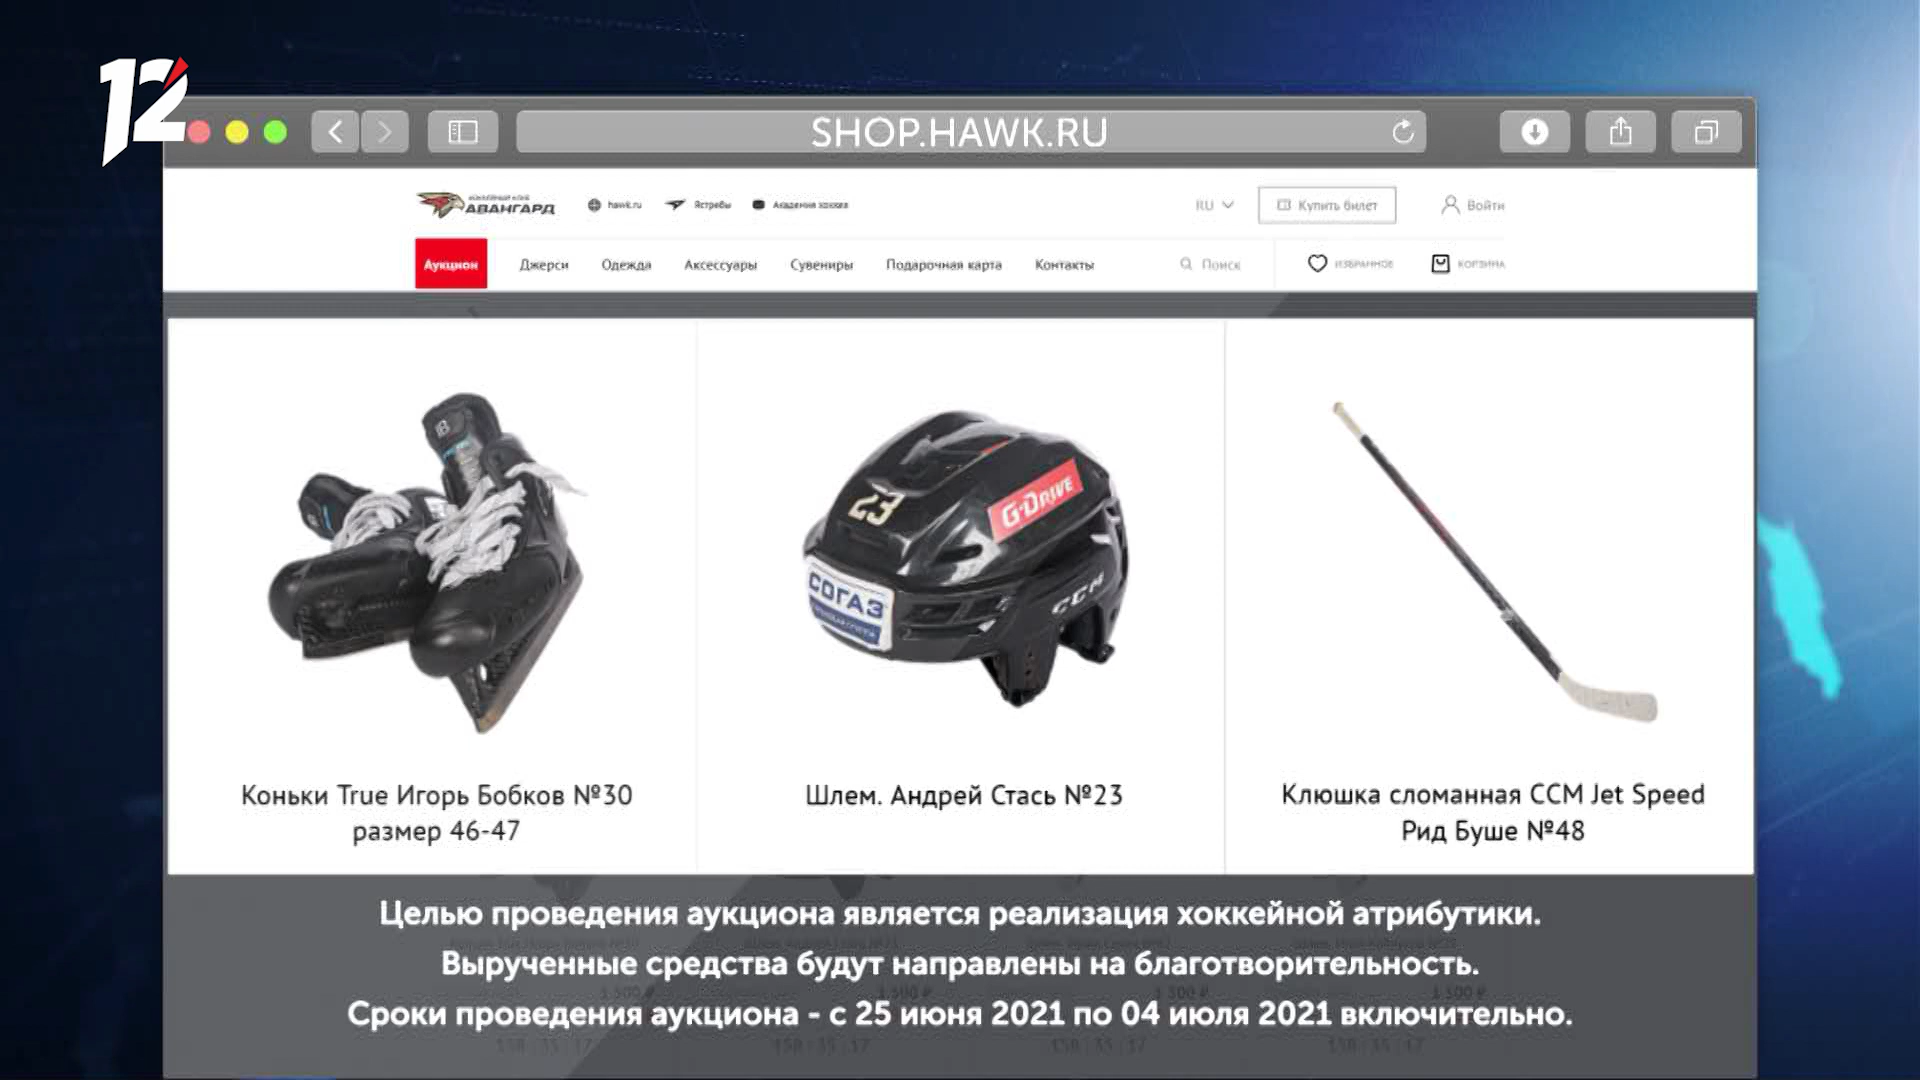 12
SHOP.HAWK.RU
ХОККЕЙНЫЙ КЛУБ
АВАНГАРД
hawk.ru
Ястребы
Академия хоккея
RU
Купить билет
Войти
Аукцион
Джерси
Одежда
Аксессуары
Сувениры
Подарочная карта
Контакты
Поиск
ИЗБРАННОЕ
КОРЗИНА
23
G-DRIVE
СОГАЗ
CCM
Коньки True Игорь Бобков №30
размер 46-47
Шлем. Андрей Стась №23
Клюшка сломанная CCM Jet Speed
Рид Буше №48
Целью проведения аукциона является реализация хоккейной атрибутики.
Вырученные средства будут направлены на благотворительность.
Сроки проведения аукциона - с 25 июня 2021 по 04 июля 2021 включительно.